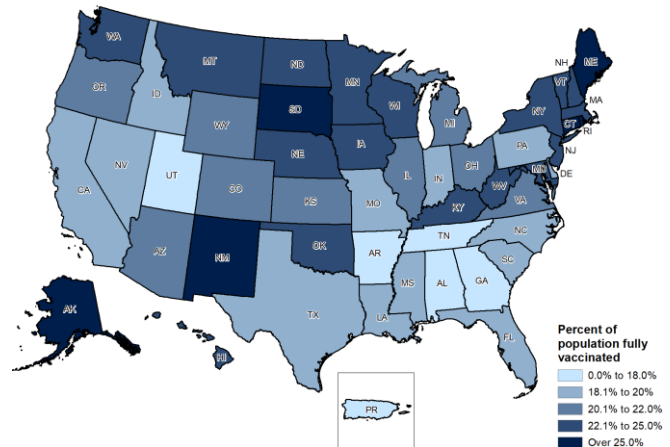 WA
MT
ND
MN
OR
ID
SD
WI
WY
MI
NE
IA
NV
UT
CO
CA
KS
MO
IL
IN
OH
PA
NY
NH
VT
ME
MA
CT
RI
NJ
DE
MD
WV
VA
KY
TN
NC
SC
AZ
NM
OK
AR
TX
LA
MS
AL
GA
FL
AK
HI
PR
Percent of
population fully
vaccinated
0.0% to 18.0%
18.1% to 20%
20.1% to 22.0%
22.1% to 25.0%
Over 25.0%